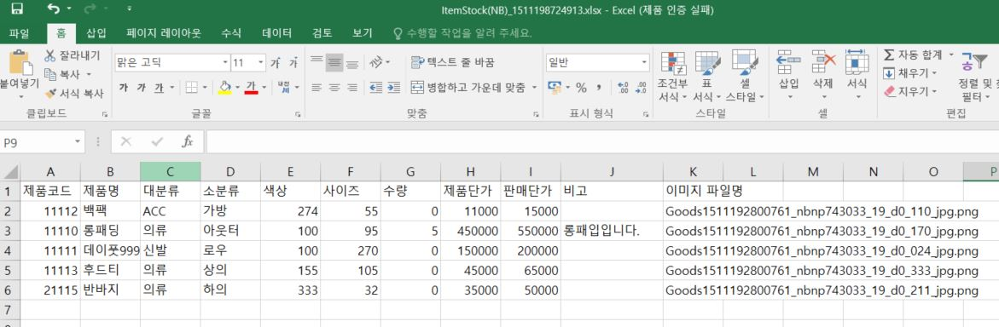 ItemStock(NB)_1511198724913.xlsx - Excel (제품 인증 실패)
파일 홈 삽입 페이지 레이아웃 수식 데이터 검토 보기 수행할 작업을 알려 주세요.
붙여넣기 잘라내기 복사 서식 복사 클립보드
맑은 고딕 11 가 가 가 가 가 가 내천 글꼴
텍스트 줄 바꿈 병합하고 가운데 맞춤 맞춤
일반 % , 표시 형식
조건부 서식 표 서식 셀 스타일 스타일
삽입 삭제 서식 셀
자동 합계 채우기 지우기 정렬 및 필터 편집
P9 fx
A B C D E F G H I J K L M N O P
1 제품코드 제품명 대분류 소분류 색상 사이즈 수량 제품단가 판매단가 비고 이미지 파일명
2 11112 백팩 ACC 가방 274 55 0 11000 15000 Goods1511192800761_nbnp743033_19_d0_110_jpg.png
3 11110 롱패딩 의류 아웃터 100 95 5 450000 550000 롱패입입니다. Goods1511192800761_nbnp743033_19_d0_170_jpg.png
4 11111 데이풋999 신발 로우 100 270 0 150000 200000 Goods1511192800761_nbnp743033_19_d0_024_jpg.png
5 11113 후드티 의류 상의 155 105 0 45000 65000 Goods1511192800761_nbnp743033_19_d0_333_jpg.png
6 21115 반바지 의류 하의 333 32 0 35000 50000 Goods1511192800761_nbnp743033_19_d0_211_jpg.png
7